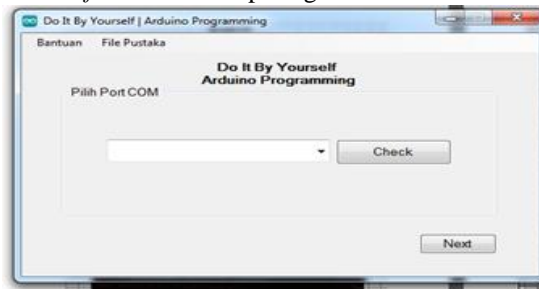 Do It By Yourself | Arduino Programming
Bantuan File Pustaka
Do It By Yourself
Arduino Programming
Pilih Port COM
Check
Next